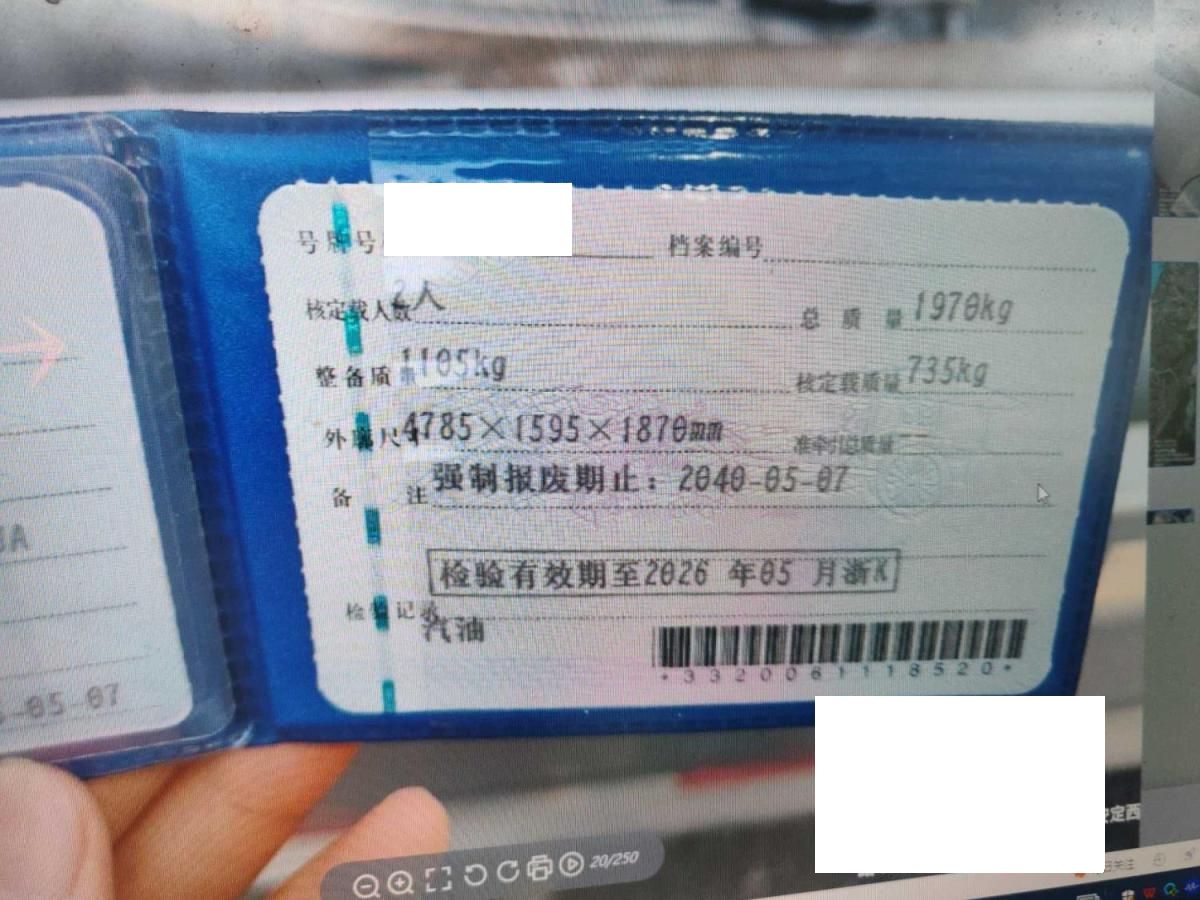 号牌号 档案编号
核定载人数 2人 总 质 量 1970kg
整备质量 1105kg 核定载质量 735kg
外廓尺寸 4785×1595×1870mm 准牵引总质量
备 注 强制报废期止：2040-05-07
检验有效期至2026 年05 月浙K
检验记录
汽油
*3320061118520*
-05-07
20/250